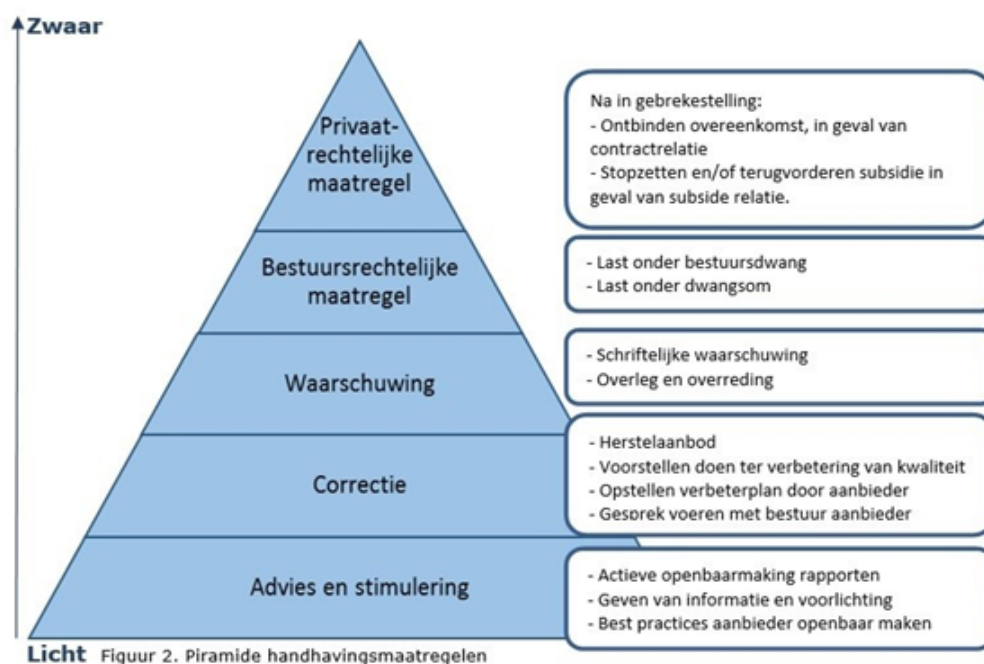 Zwaar
Privaat-
rechtelijke
maatregel
Na in gebrekestelling:
- Ontbinden overeenkomst, in geval van
contractrelatie
- Stopzetten en/of terugvorderen subsidie in
geval van subside relatie.
Bestuursrechtelijke
maatregel
- Last onder bestuursdwang
- Last onder dwangsom
Waarschuwing
- Schriftelijke waarschuwing
- Overleg en overreding
Correctie
- Herstelaanbod
- Voorstellen doen ter verbetering van kwaliteit
- Opstellen verbeterplan door aanbieder
- Gesprek voeren met bestuur aanbieder
Advies en stimulering
- Actieve openbaarmaking rapporten
- Geven van informatie en voorlichting
- Best practices aanbieder openbaar maken
Licht Figuur 2. Piramide handhavingsmaatregelen